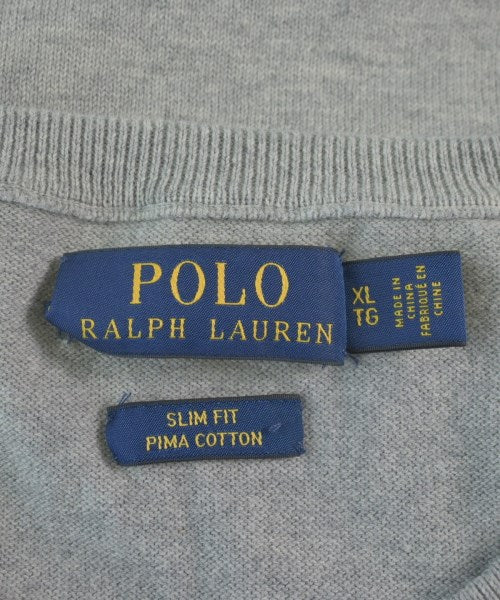 POLO
RALPH LAUREN
XL
TG
MADE IN
CHINA
FABRIQUÉ EN
CHINE
SLIM FIT
PIMA COTTON